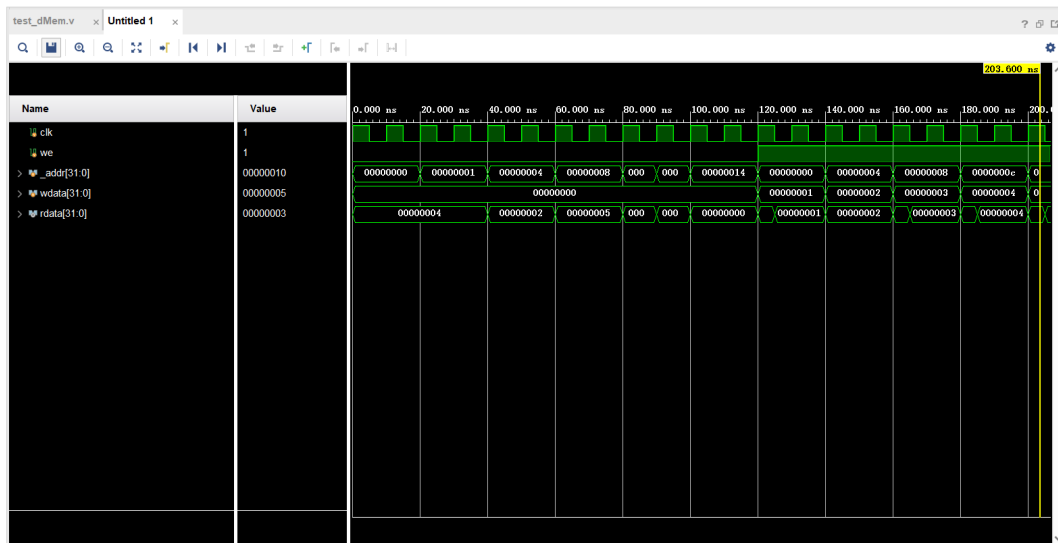 test_dMem.v × Untitled 1 ×
?
203.600 ns
Name Value
0.000 ns 20.000 ns 40.000 ns 60.000 ns 80.000 ns 100.000 ns 120.000 ns 140.000 ns 160.000 ns 180.000 ns 200.
clk 1
we 1
_addr[31:0] 00000010 00000000 00000001 00000004 00000008 000 000 00000014 00000000 00000004 00000008 0000000c 0
wdata[31:0] 00000005 00000000 00000001 00000002 00000003 00000004 0
rdata[31:0] 00000003 00000004 00000002 00000005 000 000 00000000 00000001 00000002 00000003 00000004